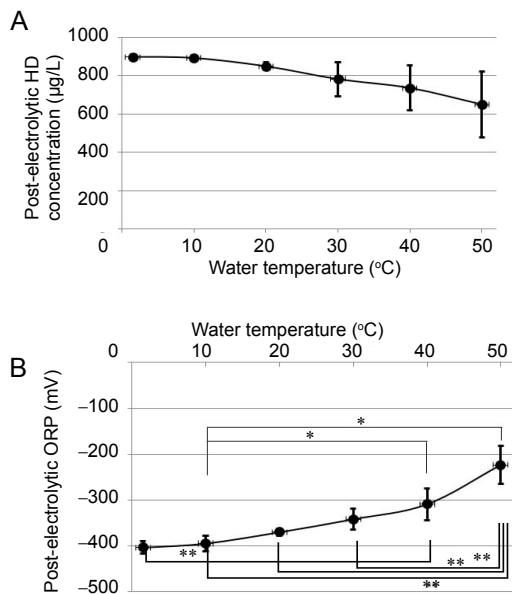 A
Post-electrolytic HD
concentration (µg/L)
1000
800
600
400
200
0
0 10 20 30 40 50
Water temperature (°C)
Water temperature (°C)
0 10 20 30 40 50
B
Post-electrolytic ORP (mV)
–100
–200
–300
–400
–500
*
*
**
**
**
**